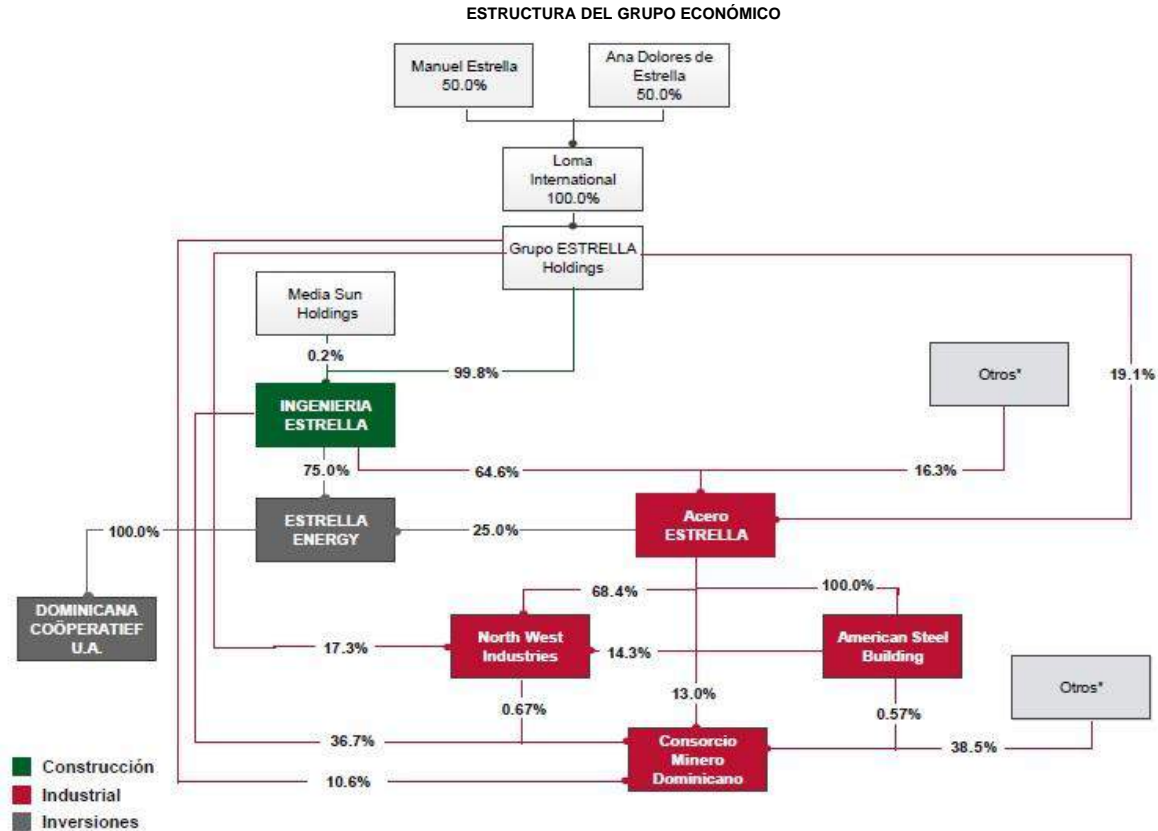 ESTRUCTURA DEL GRUPO ECONÓMICO
Manuel Estrella
50.0%
Ana Dolores de
Estrella
50.0%
Loma
International
100.0%
Grupo ESTRELLA
Holdings
Media Sun
Holdings
0.2%
99.8%
Otros*
19.1%
INGENIERIA
ESTRELLA
75.0%
64.6%
16.3%
ESTRELLA
ENERGY
100.0%
25.0%
Acero
ESTRELLA
DOMINICANA
COÖPERATIEF
U.A.
68.4%
100.0%
North West
Industries
American Steel
Building
17.3%
14.3%
13.0%
Otros*
0.67%
0.57%
36.7%
Consorcio
Minero
Dominicano
38.5%
10.6%
Construcción
Industrial
Inversiones